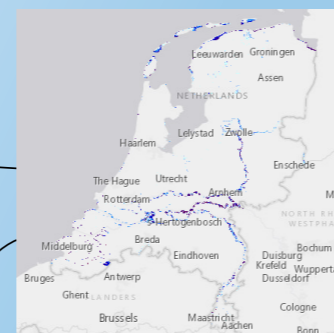 Leeuwarden Groningen
Assen
NETHERLANDS
Lelystad Zwolle
Haarlem
Enschede
The Hague Utrecht
Arnhem
Rotterdam
NORTH RH
WESTPHA
's-Hertogenbosch
Middelburg
Breda
Eindhoven
Bochum
Duisburg
Krefeld Wuppert
Dusseldorf
Bruges
Antwerp
Ghent
LANDERS
Cologne
Brussels
Maastricht
Aachen
Bonn